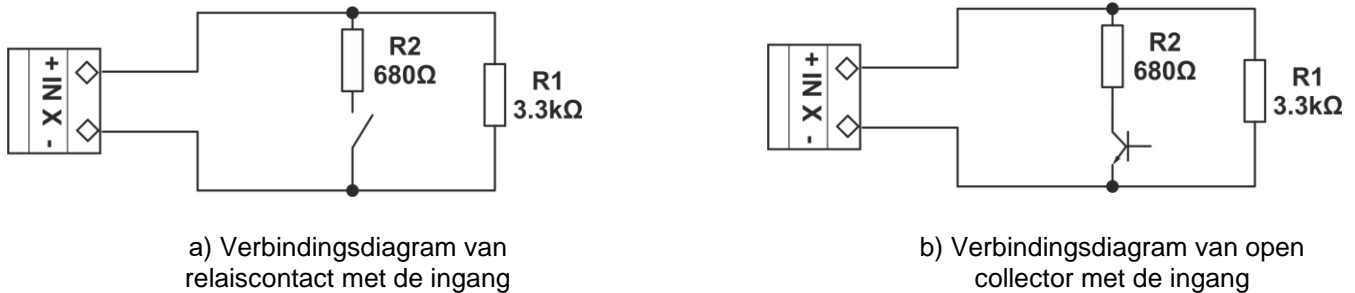 R2
680Ω
R1
3.3kΩ
- X IN +
a) Verbindingsdiagram van
relaiscontact met de ingang
R2
680Ω
R1
3.3kΩ
- X IN +
b) Verbindingsdiagram van open
collector met de ingang